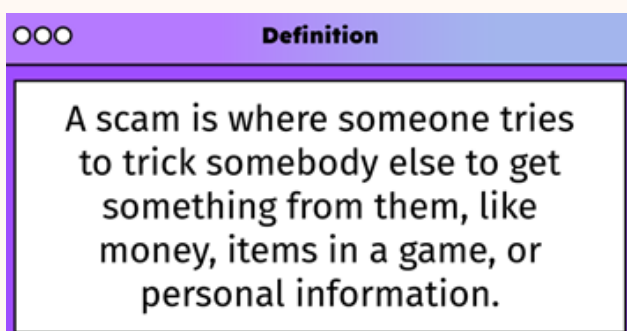 Definition
A scam is where someone tries
to trick somebody else to get
something from them, like
money, items in a game, or
personal information.